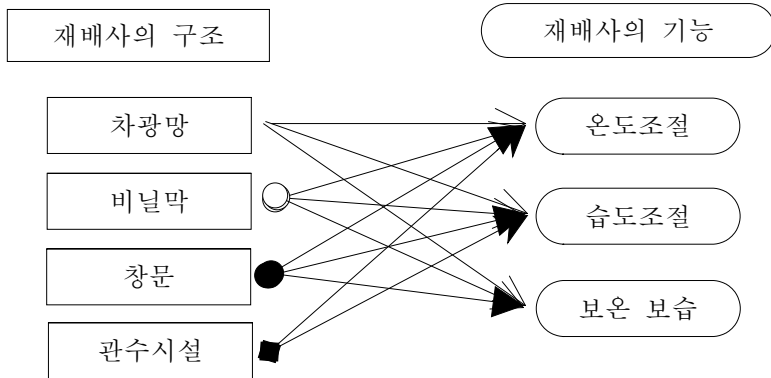 재배사의 구조
재배사의 기능
차광망
온도조절
비닐막
습도조절
창문
보온 보습
관수시설